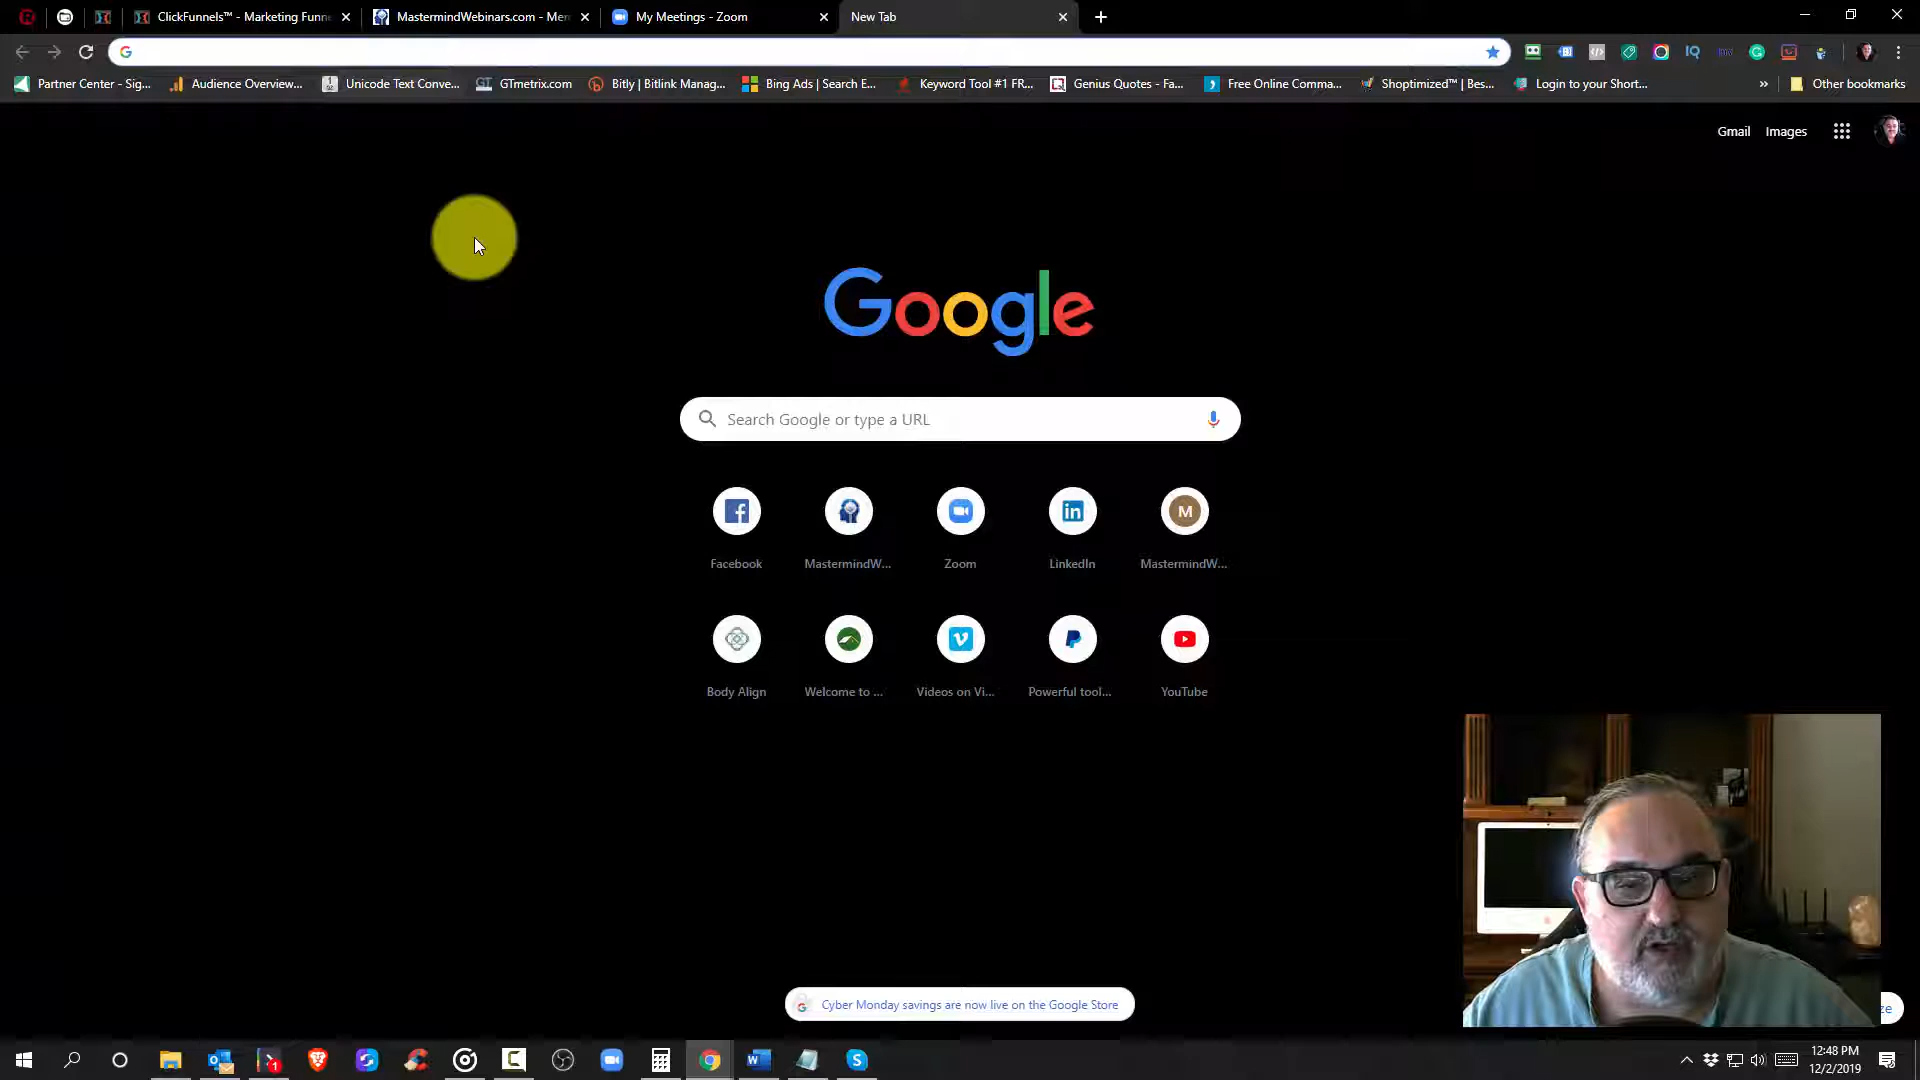 ClickFunnels™ - Marketing Funne
MastermindWebinars.com - Mem
My Meetings - Zoom
New Tab
Partner Center - Sig...
Audience Overview...
Unicode Text Conve...
GTmetrix.com
Bitly | Bitlink Manag...
Bing Ads | Search E...
Keyword Tool #1 FR...
Genius Quotes - Fa...
Free Online Comma...
Shoptimized™ | Bes...
Login to your Short...
Other bookmarks
Gmail
Images
Google
Search Google or type a URL
Facebook
MastermindW...
Zoom
LinkedIn
M
MastermindW...
Body Align
Welcome to ...
Videos on Vi...
Powerful tool...
YouTube
Cyber Monday savings are now live on the Google Store
ze
12:48 PM
12/2/2019